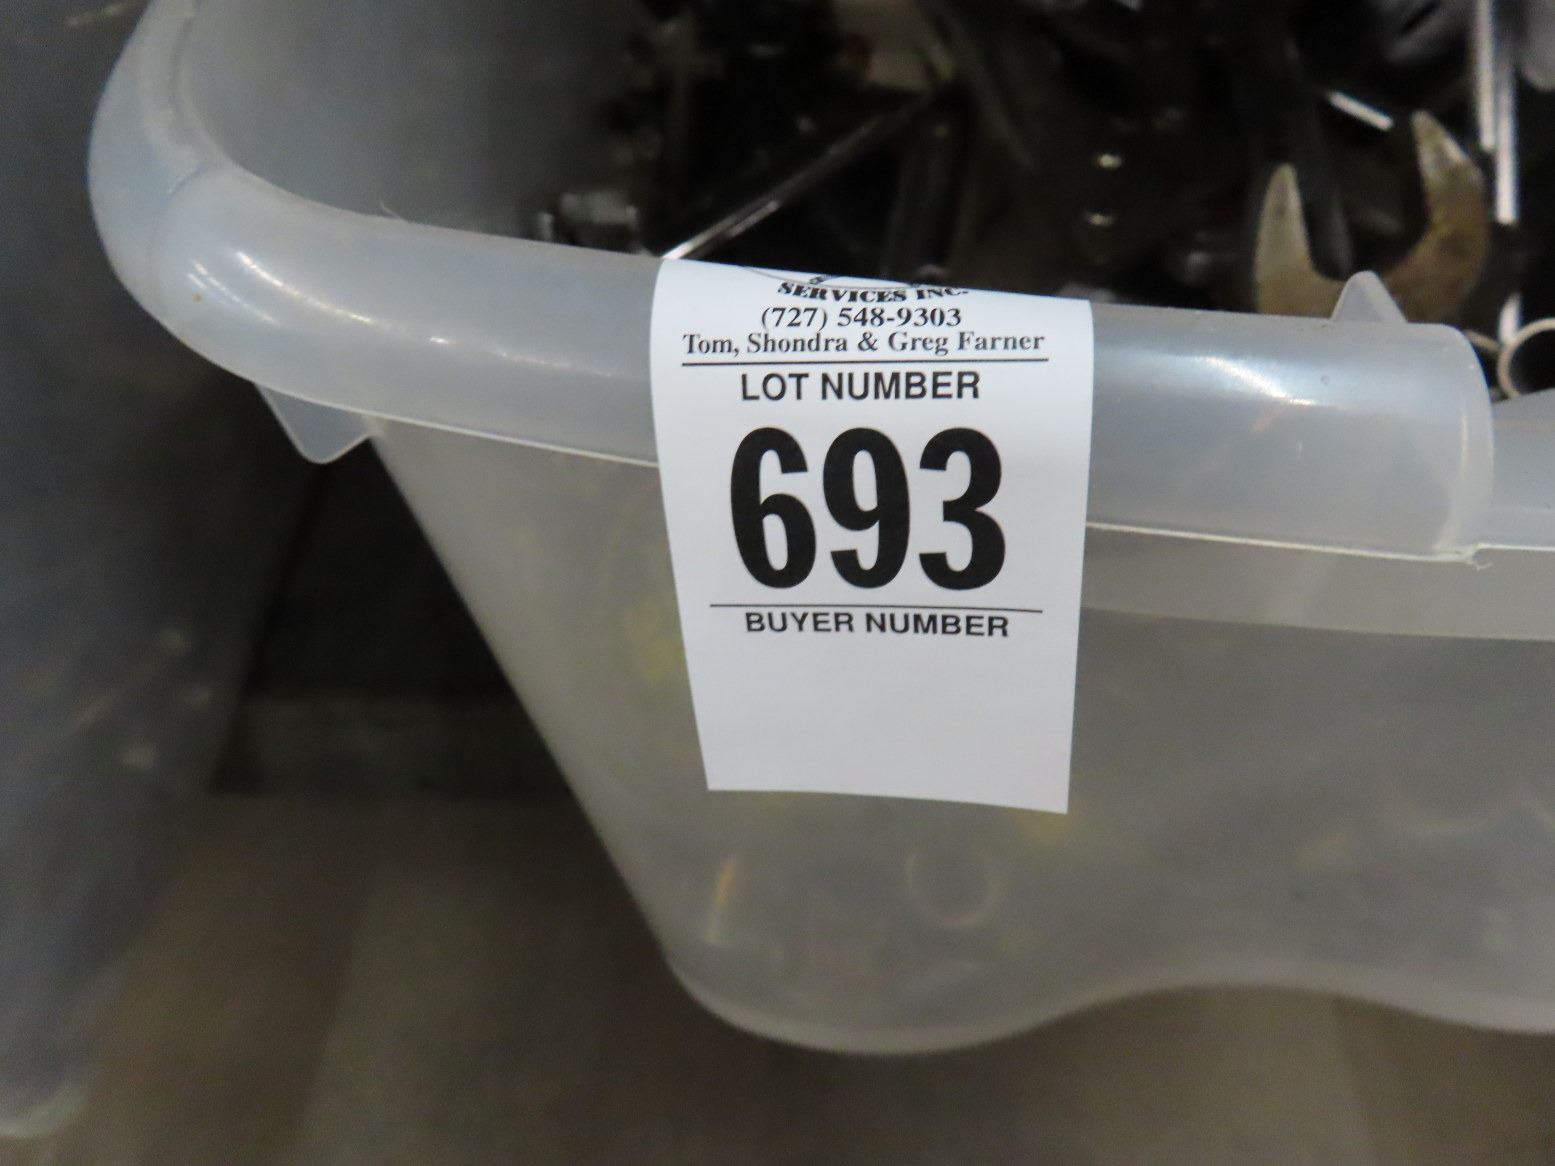 SERVICES INC.
(727) 548-9303
Tom, Shondra & Greg Farner
LOT NUMBER
693
BUYER NUMBER